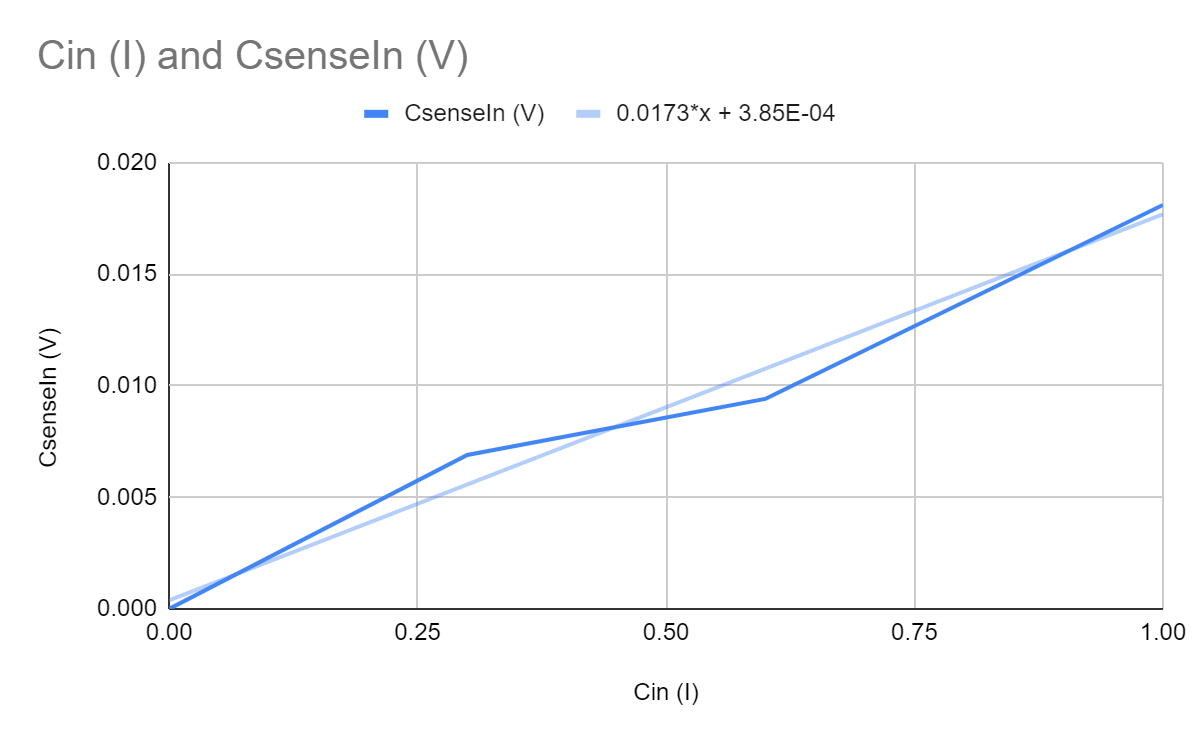 Cin (I) and CsenseIn (V)
CsenseIn (V) 0.0173*x + 3.85E-04
0.020
0.015
0.010
0.005
0.000
CsenseIn (V)
0.00 0.25 0.50 0.75 1.00
Cin (I)